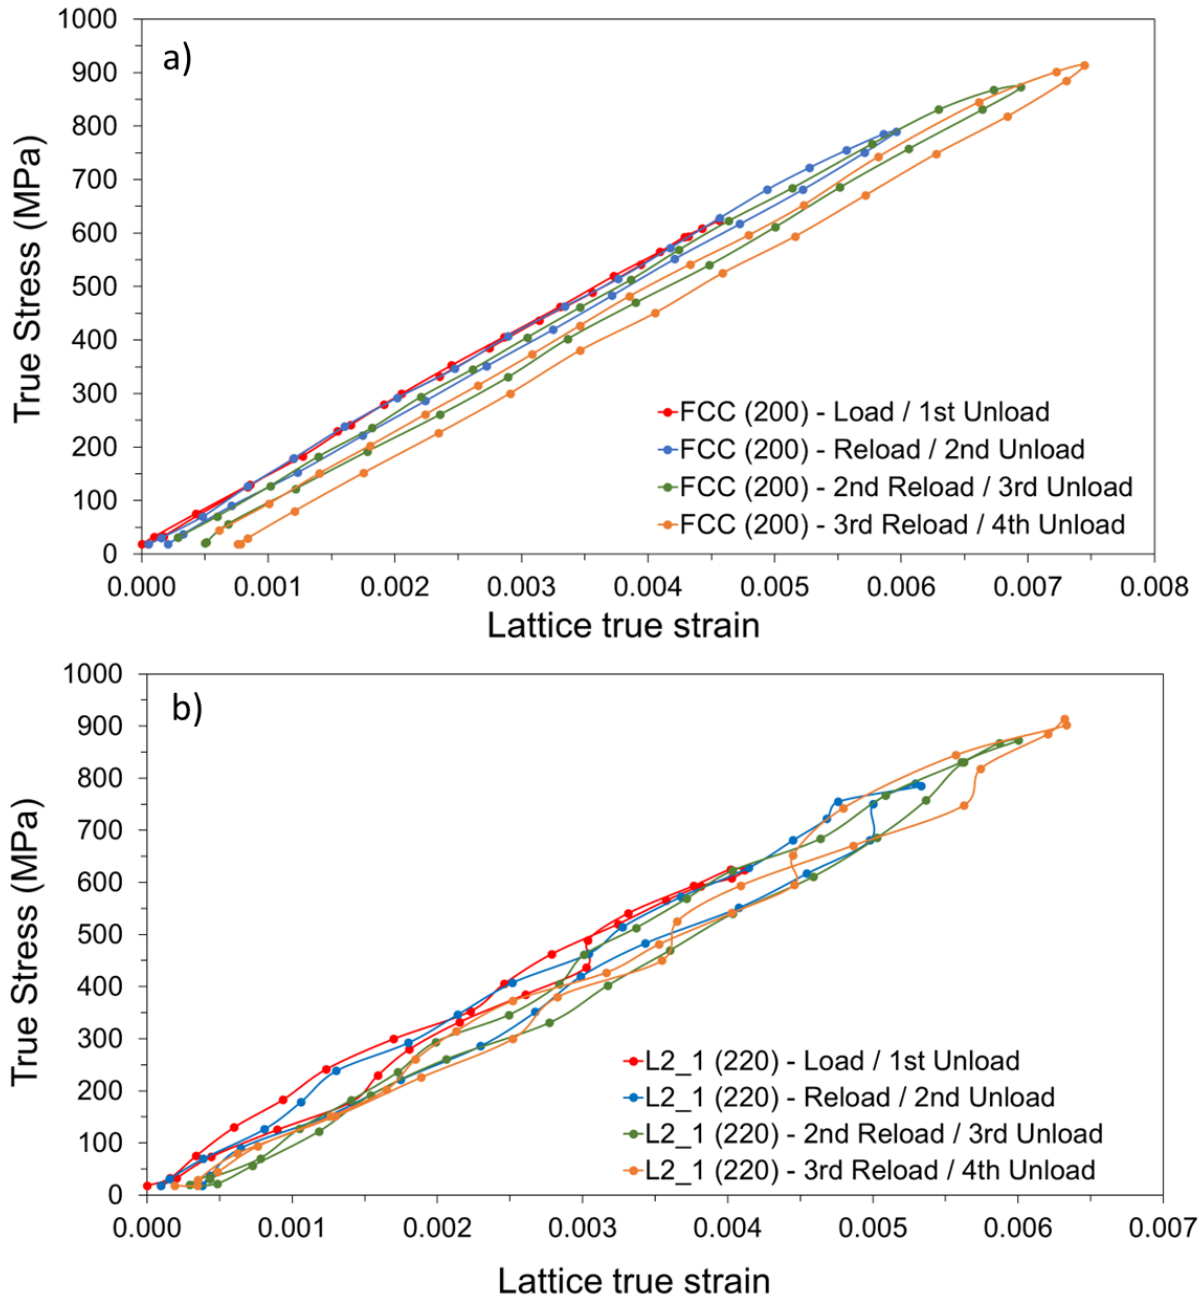 a)
1000
900
800
700
600
500
400
300
200
100
0
True Stress (MPa)
FCC (200) - Load / 1st Unload
FCC (200) - Reload / 2nd Unload
FCC (200) - 2nd Reload / 3rd Unload
FCC (200) - 3rd Reload / 4th Unload
0.000 0.001 0.002 0.003 0.004 0.005 0.006 0.007 0.008
Lattice true strain
b)
1000
900
800
700
600
500
400
300
200
100
0
True Stress (MPa)
L2_1 (220) - Load / 1st Unload
L2_1 (220) - Reload / 2nd Unload
L2_1 (220) - 2nd Reload / 3rd Unload
L2_1 (220) - 3rd Reload / 4th Unload
0.000 0.001 0.002 0.003 0.004 0.005 0.006 0.007
Lattice true strain